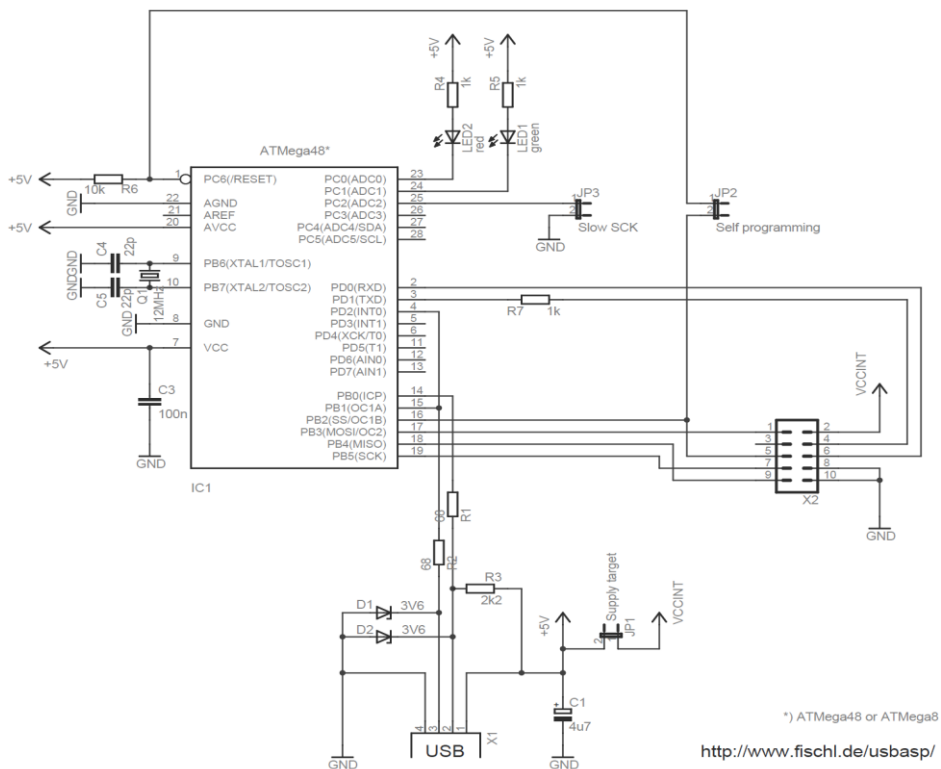 +5V
R4
1k
LED2
red
+5V
R5
1k
LED1
green
ATMega48*
+5V
10k
R6
GND
+5V
1
22
21
20
9
10
8
7
PC6(/RESET)
AGND
AREF
AVCC
PB6(XTAL1/TOSC1)
PB7(XTAL2/TOSC2)
GND
VCC
PC0(ADC0)
PC1(ADC1)
PC2(ADC2)
PC3(ADC3)
PC4(ADC4/SDA)
PC5(ADC5/SCL)
23
24
25
26
27
28
JP3
1
2
GND
Slow SCK
JP2
1
2
Self programming
GND
C4
22p
GND
C5
22p
Q1
12MHz
GND
+5V
C3
100n
GND
PD0(RXD)
PD1(TXD)
PD2(INT0)
PD3(INT1)
PD4(XCK/T0)
PD5(T1)
PD6(AIN0)
PD7(AIN1)
2
3
4
5
6
11
12
13
R7
1k
PB0(ICP)
PB1(OC1A)
PB2(SS/OC1B)
PB3(MOSI/OC2)
PB4(MISO)
PB5(SCK)
14
15
16
17
18
19
IC1
VCCINT
1
3
5
7
9
2
4
6
8
10
X2
GND
R1
68
R2
R3
2k2
D1
3V6
D2
3V6
+5V
Supply target
2
1
JP1
VCCINT
C1
+
4u7
GND
4
3
2
1
X1
USB
GND
GND
*) ATMega48 or ATMega8
http://www.fischl.de/usbasp/